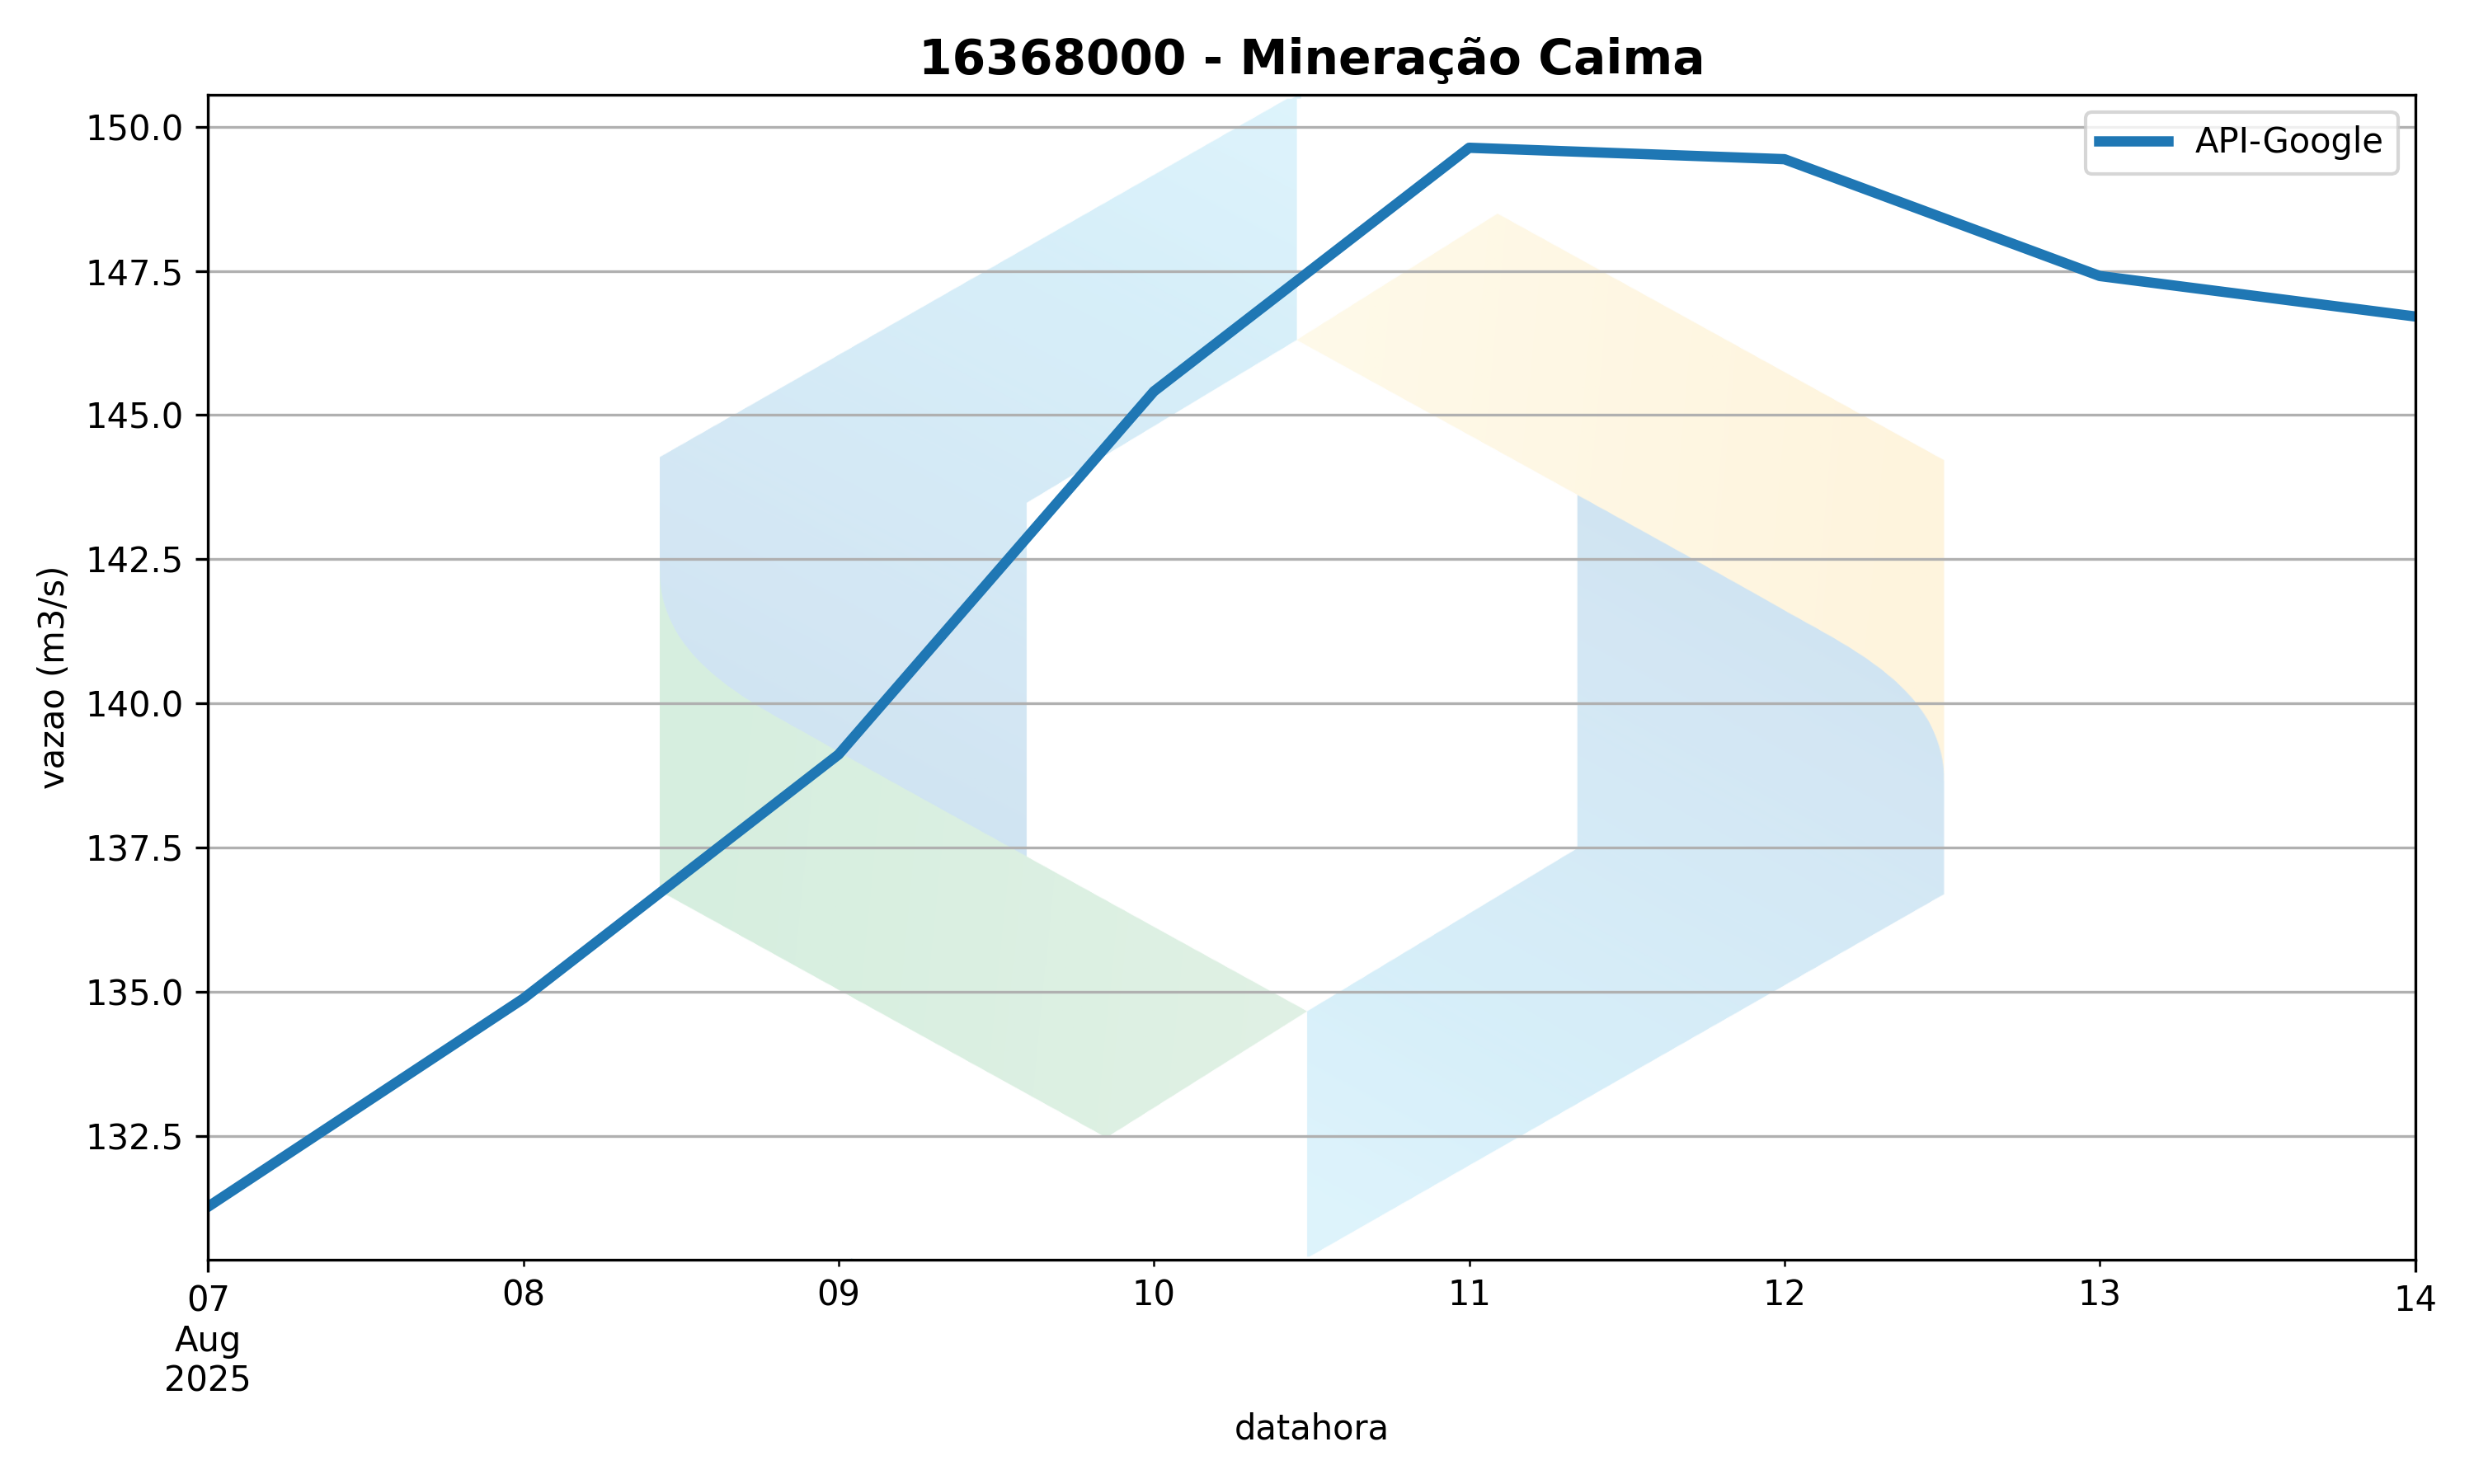 16368000 - Mineração Caima
API-Google
150.0
147.5
145.0
142.5
140.0
137.5
135.0
132.5
vazao (m3/s)
07 08 09 10 11 12 13 14
Aug
2025
datahora